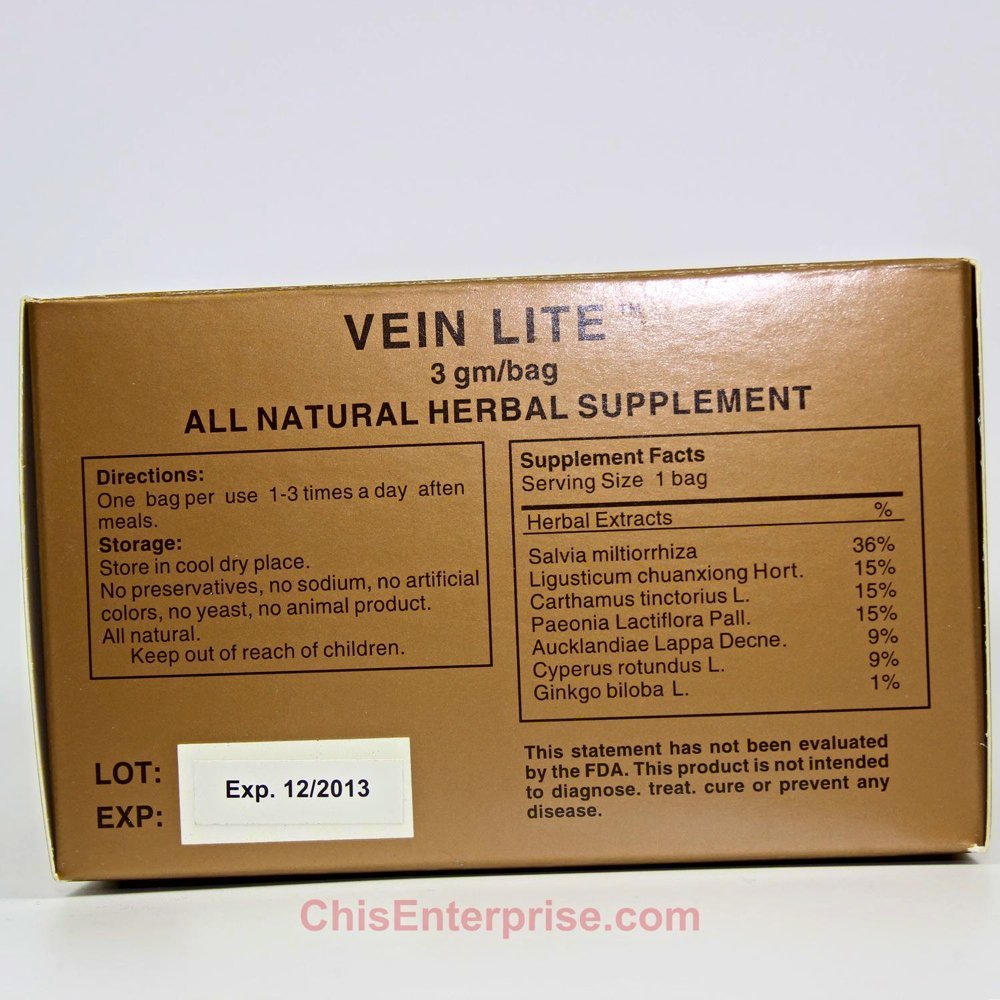 VEIN LITE™
3 gm/bag
ALL NATURAL HERBAL SUPPLEMENT
Directions:
One bag per use 1-3 times a day aften
meals.
Storage:
Store in cool dry place.
No preservatives, no sodium, no artificial
colors, no yeast, no animal product.
All natural.
Keep out of reach of children.
Supplement Facts
Serving Size 1 bag
Herbal Extracts %
Salvia miltiorrhiza 36%
Ligusticum chuanxiong Hort. 15%
Carthamus tinctorius L. 15%
Paeonia Lactiflora Pall. 15%
Aucklandiae Lappa Decne. 9%
Cyperus rotundus L. 9%
Ginkgo biloba L. 1%
LOT:
EXP:
Exp. 12/2013
This statement has not been evaluated
by the FDA. This product is not intended
to diagnose. treat. cure or prevent any
disease.
ChisEnterprise.com